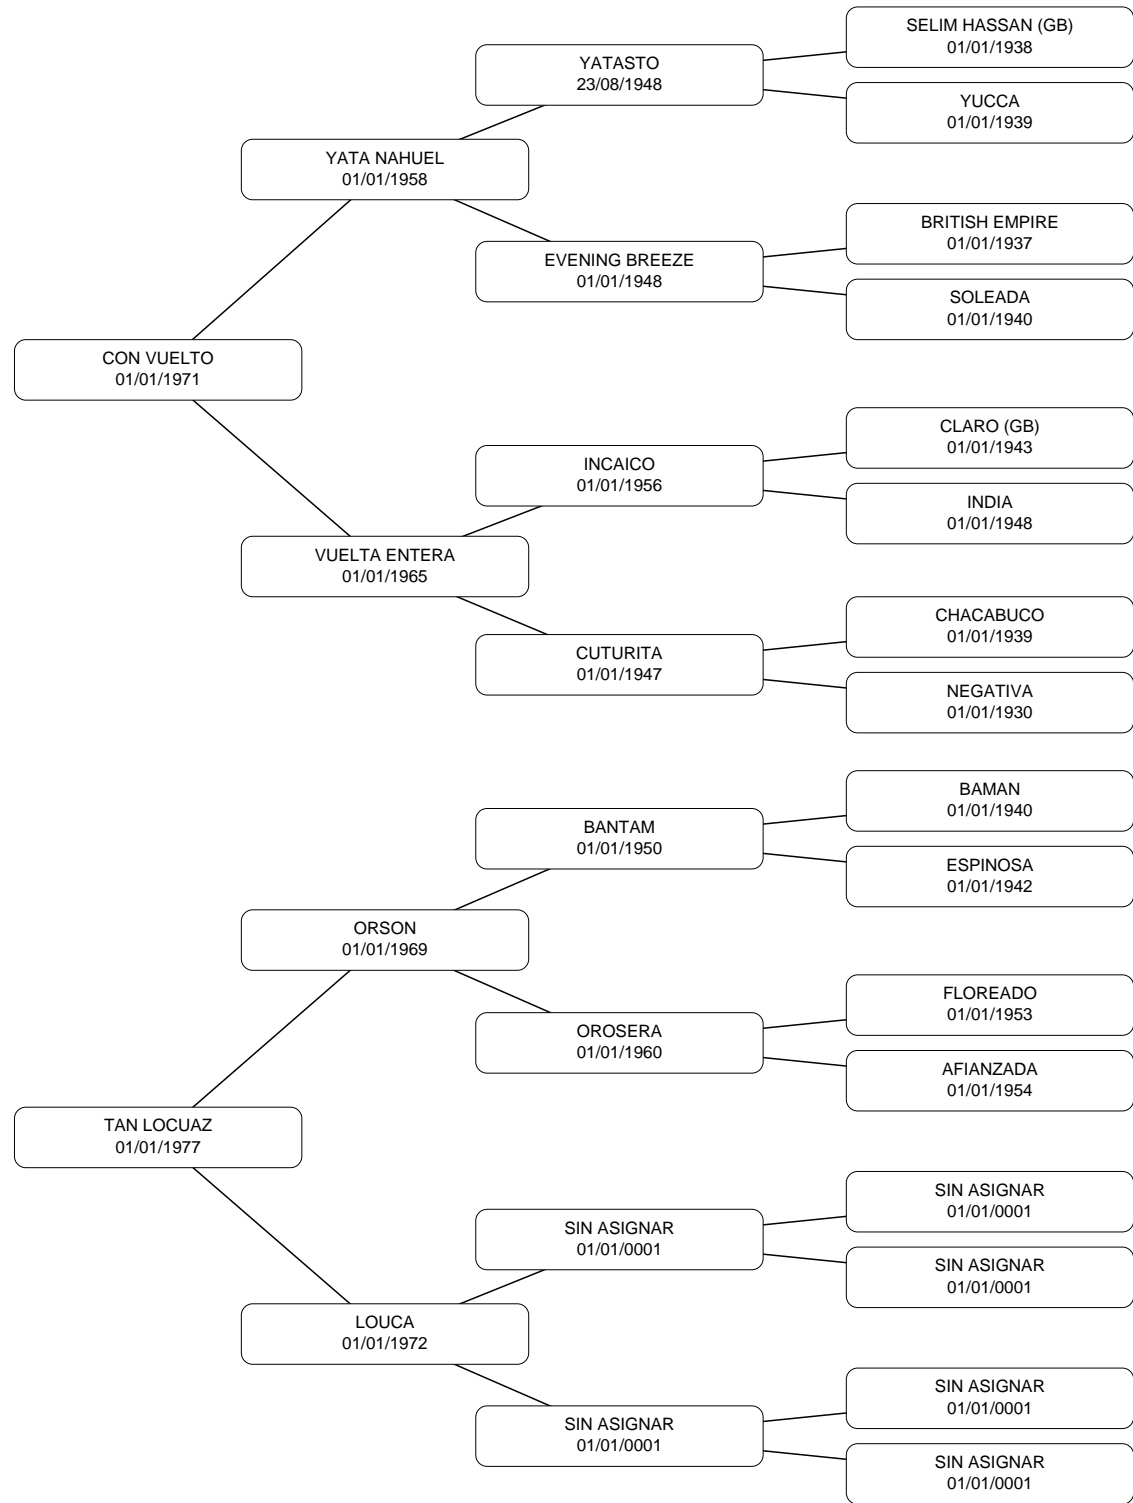 SELIM HASSAN (GB)
01/01/1938
YATASTO
23/08/1948
YUCCA
01/01/1939
YATA NAHUEL
01/01/1958
BRITISH EMPIRE
01/01/1937
EVENING BREEZE
01/01/1948
SOLEADA
01/01/1940
CON VUELTO
01/01/1971
CLARO (GB)
01/01/1943
INCAICO
01/01/1956
INDIA
01/01/1948
VUELTA ENTERA
01/01/1965
CHACABUCO
01/01/1939
CUTURITA
01/01/1947
NEGATIVA
01/01/1930
BAMAN
01/01/1940
BANTAM
01/01/1950
ESPINOSA
01/01/1942
ORSON
01/01/1969
FLOREADO
01/01/1953
OROSERA
01/01/1960
AFIANZADA
01/01/1954
TAN LOCUAZ
01/01/1977
SIN ASIGNAR
01/01/0001
SIN ASIGNAR
01/01/0001
SIN ASIGNAR
01/01/0001
LOUCA
01/01/1972
SIN ASIGNAR
01/01/0001
SIN ASIGNAR
01/01/0001
SIN ASIGNAR
01/01/0001